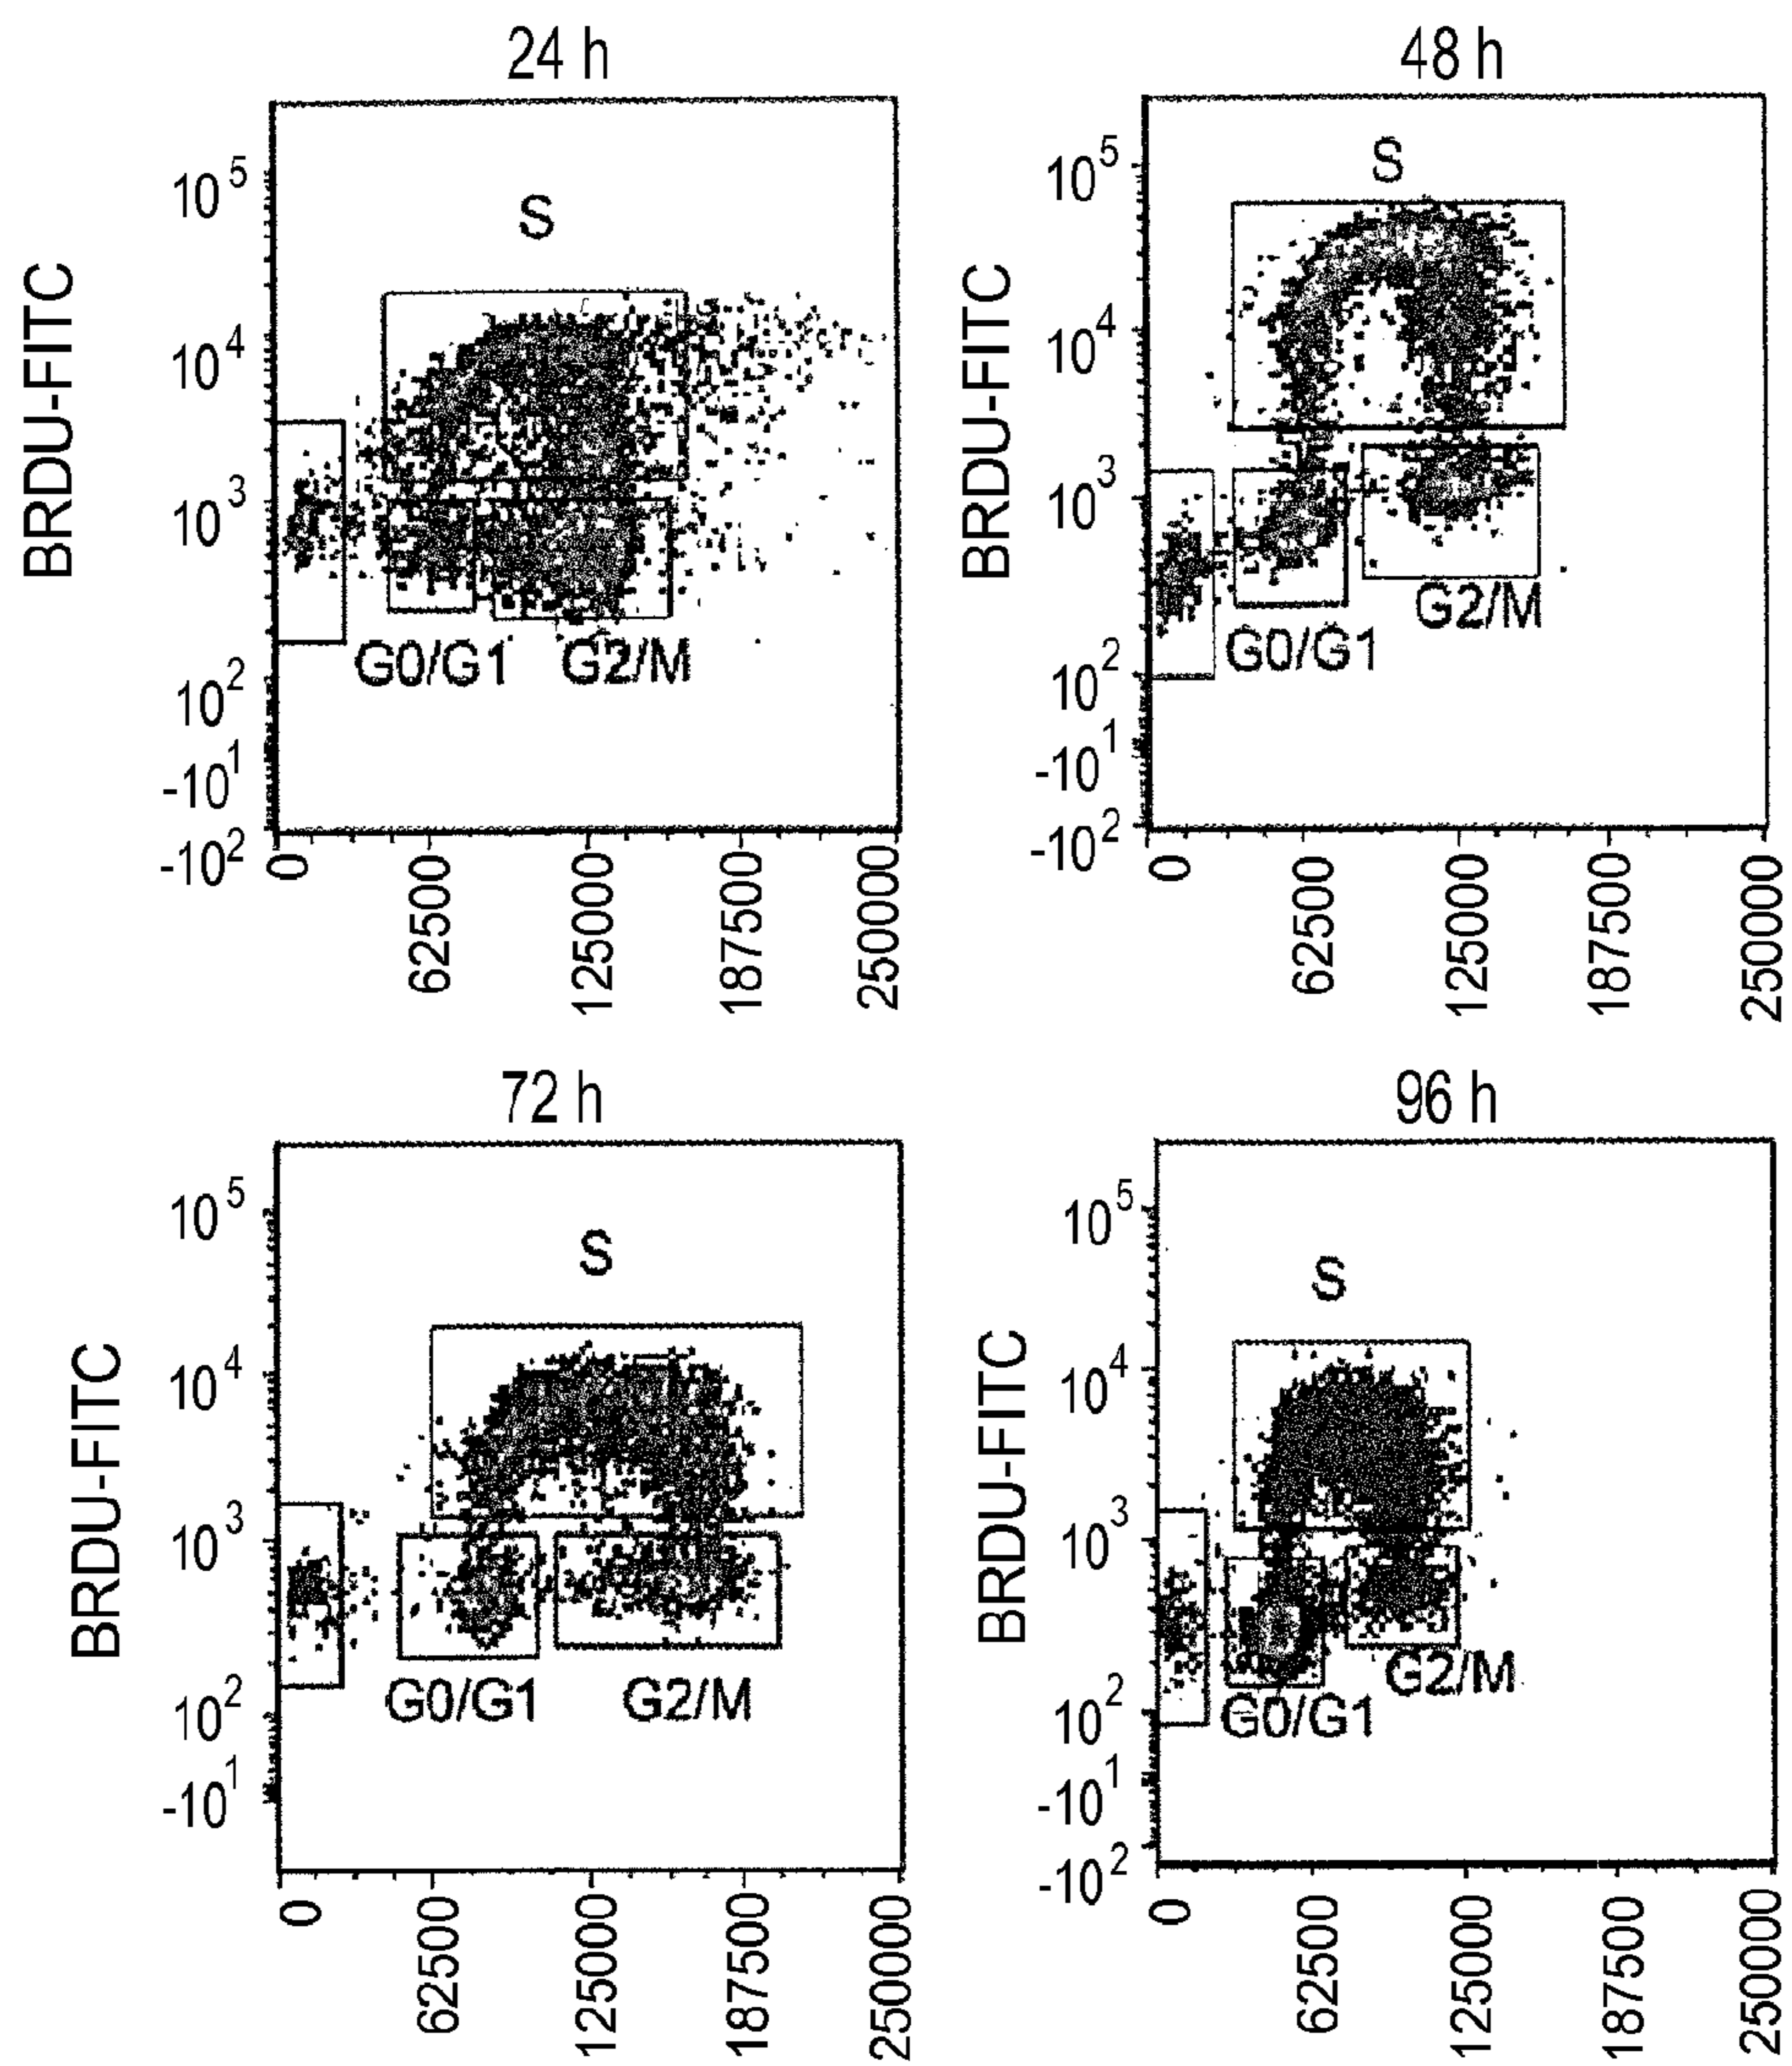 24 h
BRDU-FITC
10^5
10^4
10^3
10^2
-10^1
-10^2
S
G0/G1
G2/M
0
62500
125000
187500
250000
48 h
BRDU-FITC
10^5
10^4
10^3
10^2
-10^1
-10^2
S
G0/G1
G2/M
0
62500
125000
187500
250000
72 h
BRDU-FITC
10^5
10^4
10^3
10^2
-10^1
S
G0/G1
G2/M
0
62500
125000
187500
250000
96 h
BRDU-FITC
10^5
10^4
10^3
10^2
-10^1
-10^2
S
G0/G1
G2/M
0
62500
125000
187500
250000